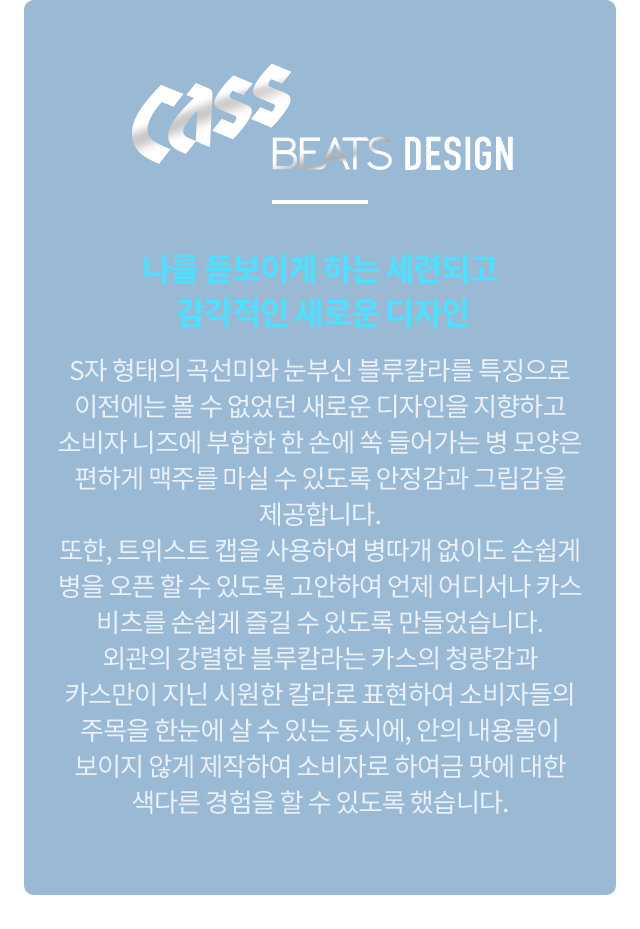 cass
BEATS DESIGN
나를 돋보이게 하는 세련되고
감각적인 새로운 디자인
S자 형태의 곡선미와 눈부신 블루칼라를 특징으로
이전에는 볼 수 없었던 새로운 디자인을 지향하고
소비자 니즈에 부합한 한 손에 쏙 들어가는 병 모양은
편하게 맥주를 마실 수 있도록 안정감과 그립감을
제공합니다.
또한, 트위스트 캡을 사용하여 병따개 없이도 손쉽게
병을 오픈 할 수 있도록 고안하여 언제 어디서나 카스
비츠를 손쉽게 즐길 수 있도록 만들었습니다.
외관의 강렬한 블루칼라는 카스의 청량감과
카스만이 지닌 시원한 칼라로 표현하여 소비자들의
주목을 한눈에 살 수 있는 동시에, 안의 내용물이
보이지 않게 제작하여 소비자로 하여금 맛에 대한
색다른 경험을 할 수 있도록 했습니다.